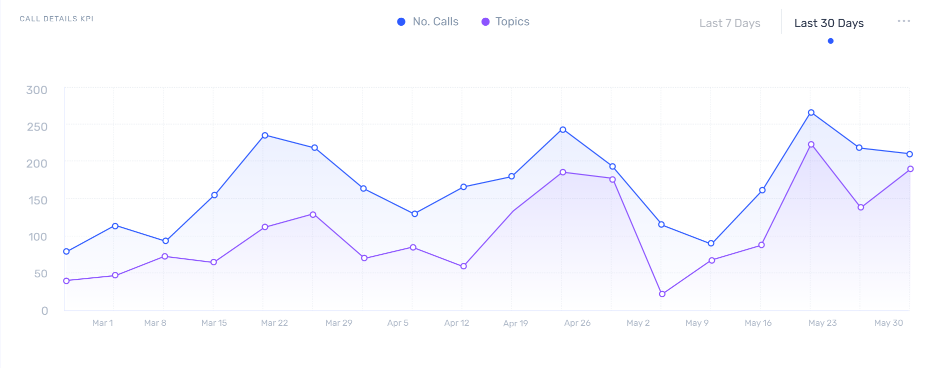 CALL DETAILS KPI
No. Calls
Topics
Last 7 Days
Last 30 Days
300
250
200
150
100
50
0
Mar 1 Mar 8 Mar 15 Mar 22 Mar 29 Apr 5 Apr 12 Apr 19 Apr 26 May 2 May 9 May 16 May 23 May 30